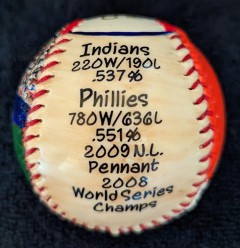 Indians
220W/190L
.537%
Phillies
780W/636L
.551%
2009 N.L.
Pennant
2008
World Series
Champs